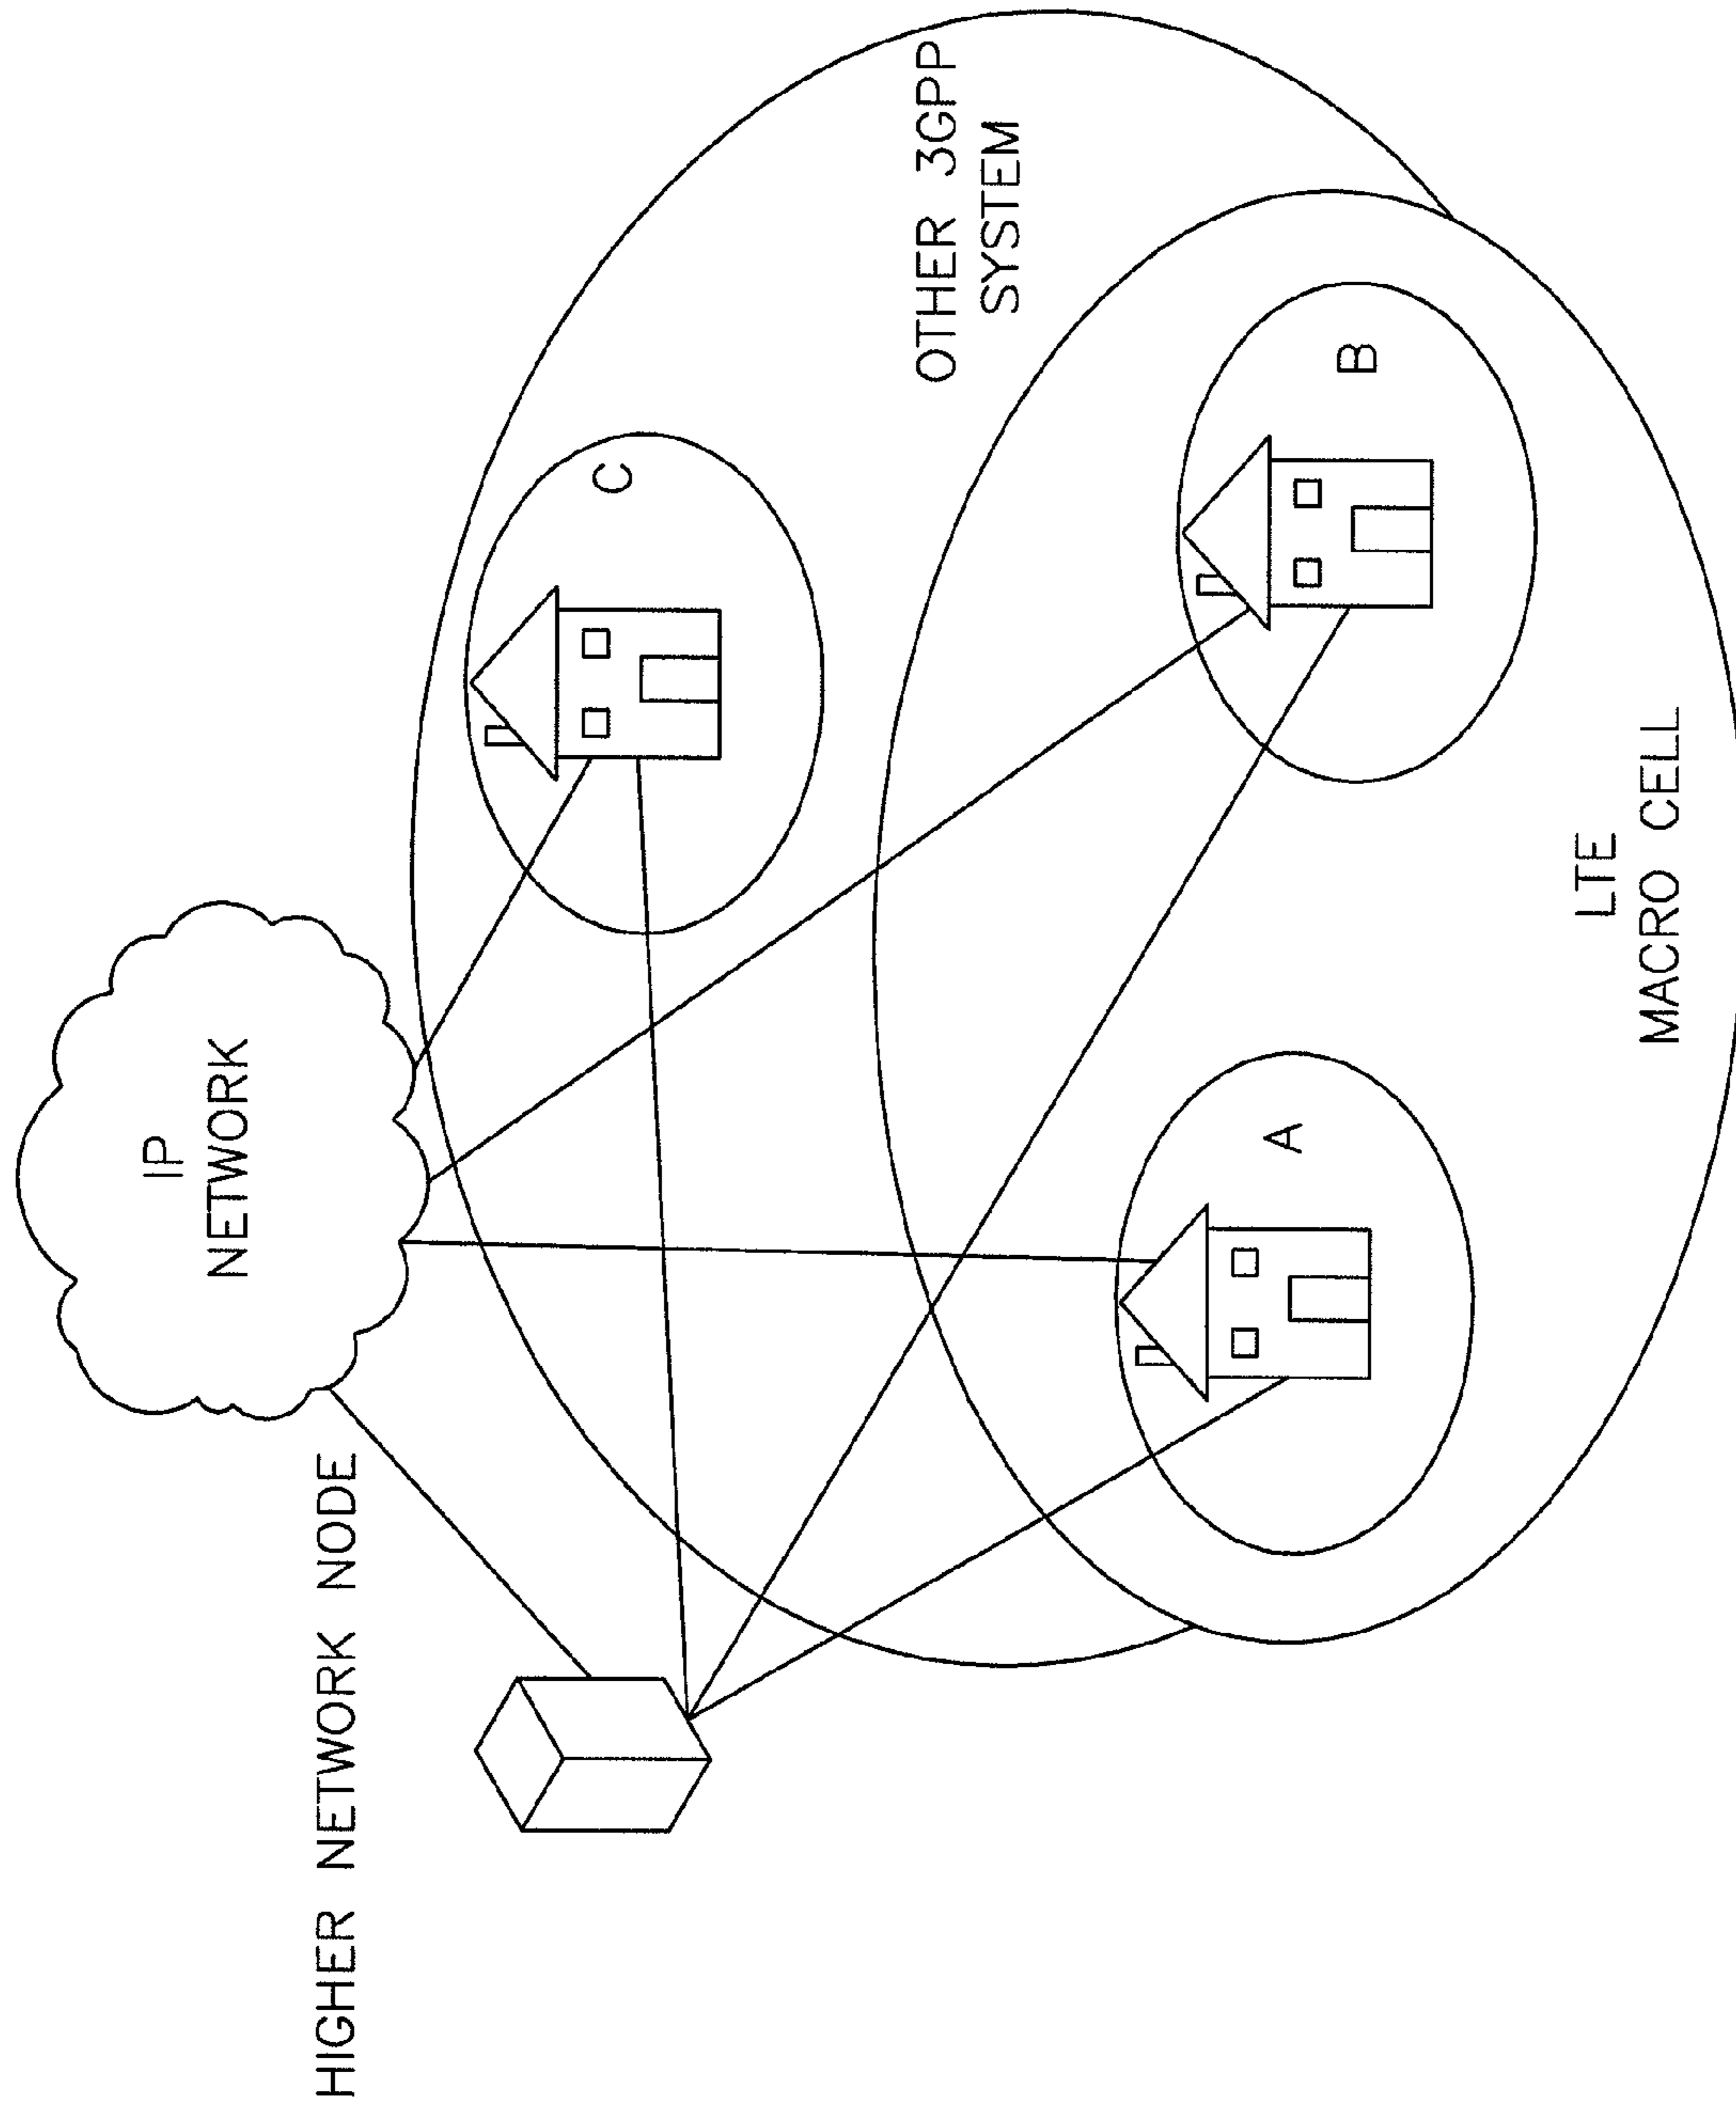 HIGHER NETWORK NODE
IP
NETWORK
C
OTHER 3GPP
SYSTEM
A
B
LTE
MACRO CELL